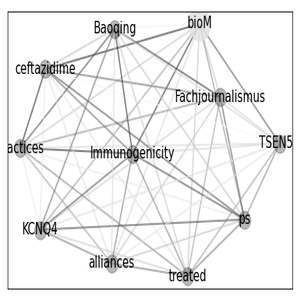 Baoqing
bioM
ceftazidime
Fachjournalismus
actices
Immunogenicity
TSEN5
KCNQ4
ps
alliances
treated